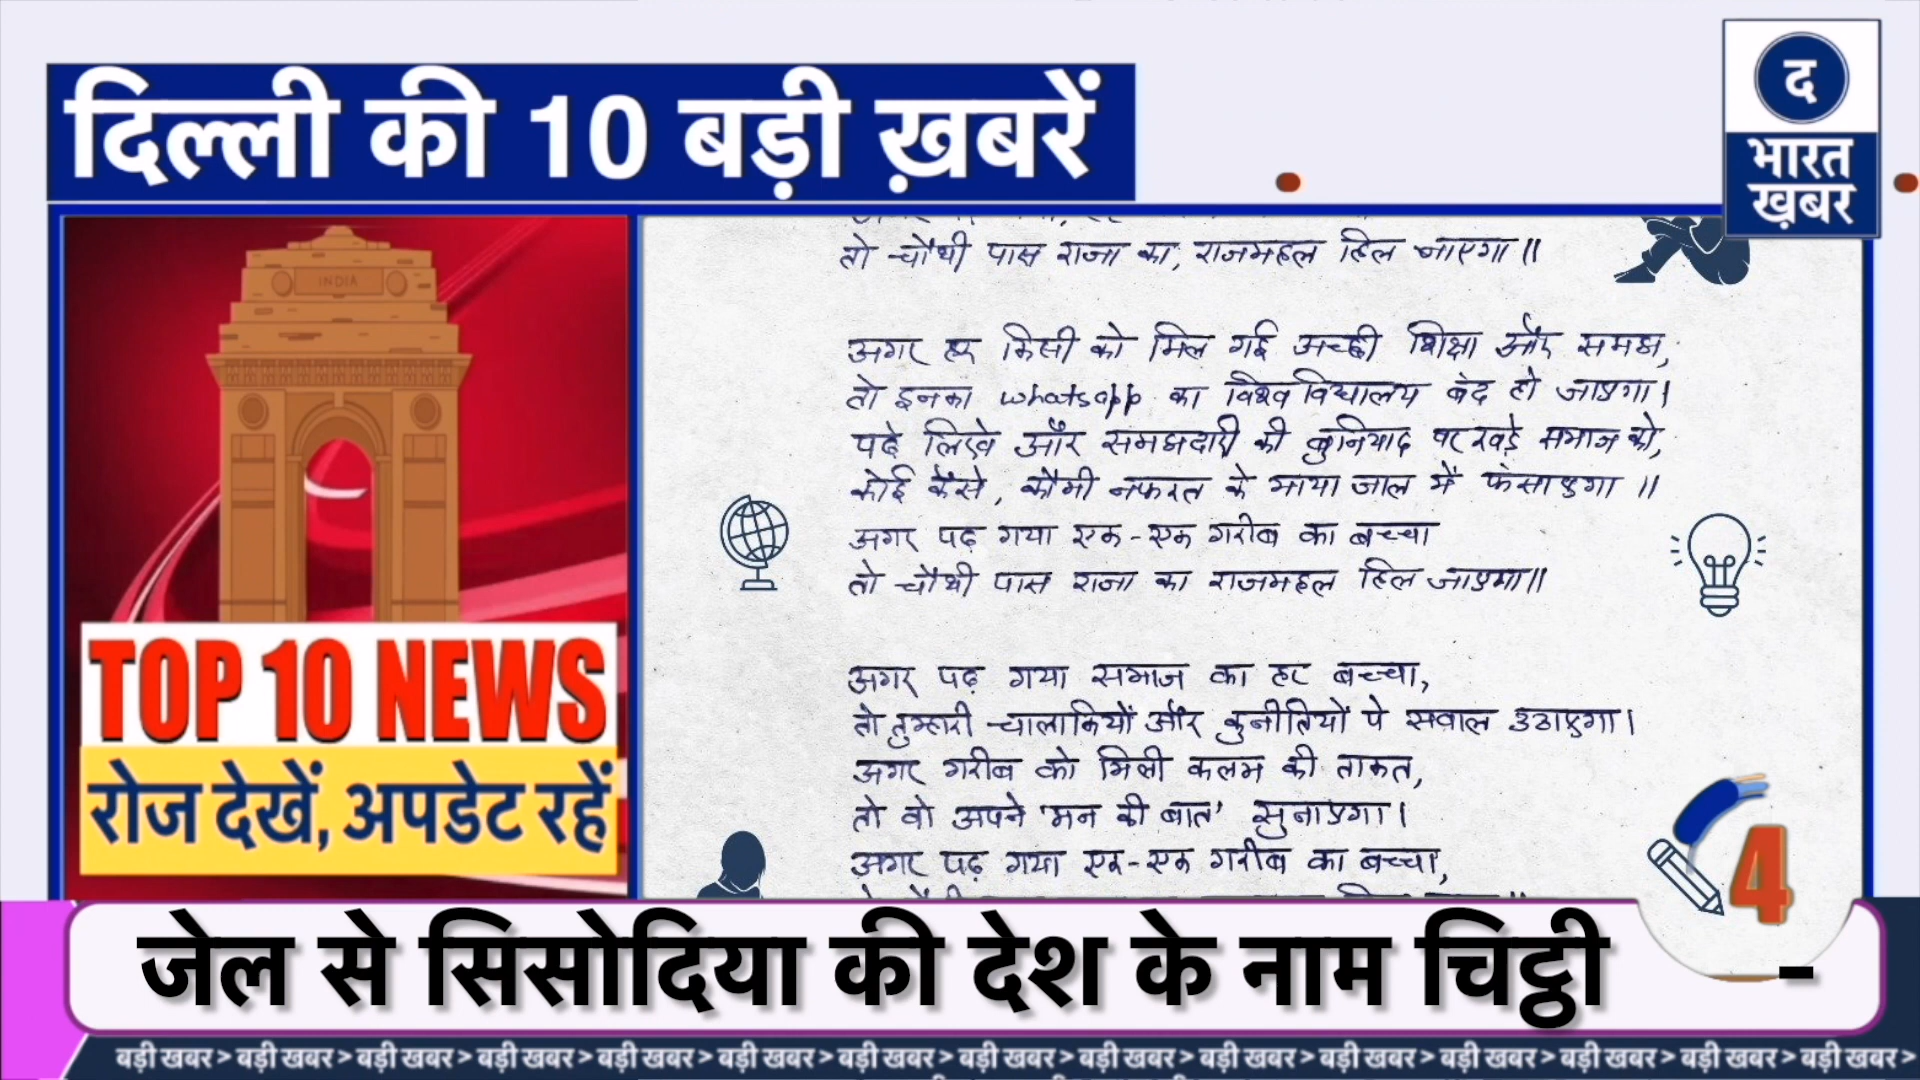 दिल्ली की 10 बड़ी ख़बरें
द
भारत
ख़बर
INDIA
TOP 10 NEWS
रोज देखें, अपडेट रहें
तो चौथी पास राजा का, राजमहल हिल जाएगा॥
अगर हर किसी को मिल गई अच्छी शिक्षा और समझ,
तो इनका whatsapp का विश्वविद्यालय बंद हो जाएगा।
पढ़े लिखे और समझदारी की बुनियाद पर खड़े समाज को,
कोई कैसे, कौमी नफरत के माया जाल में फंसाएगा॥
अगर पढ़ गया एक-एक गरीब का बच्चा
तो चौथी पास राजा का राजमहल हिल जाएगा॥
अगर पढ़ गया समाज का हर बच्चा,
तो तुम्हारी चालाकियों और कुनीतियों पे सवाल उठाएगा।
अगर गरीब को मिली कलम की ताकत,
तो वो अपने 'मन की बात' सुनाएगा।
अगर पढ़ गया एक-एक गरीब का बच्चा,
4
जेल से सिसोदिया की देश के नाम चिट्ठी -
बड़ी खबर > बड़ी खबर > बड़ी खबर > बड़ी खबर > बड़ी खबर > बड़ी खबर > बड़ी खबर > बड़ी खबर > बड़ी खबर > बड़ी खबर > बड़ी खबर > बड़ी खबर > बड़ी खबर > बड़ी खबर > बड़ी खबर >